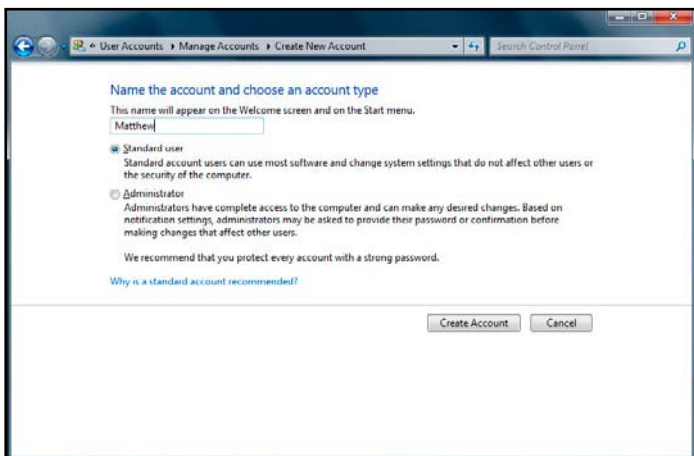 User Accounts Manage Accounts Create New Account
Search Control Panel
Name the account and choose an account type
This name will appear on the Welcome screen and on the Start menu.
Matthew
Standard user
Standard account users can use most software and change system settings that do not affect other users or
the security of the computer.
Administrator
Administrators have complete access to the computer and can make any desired changes. Based on
notification settings, administrators may be asked to provide their password or confirmation before
making changes that affect other users.
We recommend that you protect every account with a strong password.
Why is a standard account recommended?
Create Account Cancel